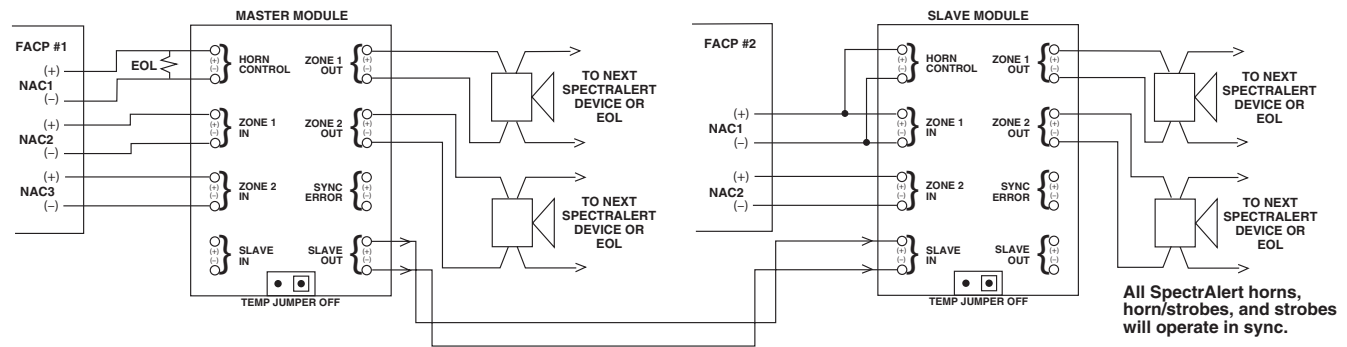 MASTER MODULE
FACP #1
EOL
(+)
NAC1
(–)
(+)
NAC2
(–)
(+)
NAC3
(–)
(+)
(–)
HORN
CONTROL
(+)
(–)
ZONE 1
IN
(+)
(–)
ZONE 2
IN
(+)
(–)
SLAVE
IN
ZONE 1
OUT
(+)
(–)
ZONE 2
OUT
(+)
(–)
SYNC
ERROR
(+)
(–)
SLAVE
OUT
(+)
(–)
TEMP JUMPER OFF
TO NEXT
SPECTRALERT
DEVICE OR
EOL
TO NEXT
SPECTRALERT
DEVICE OR
EOL
SLAVE MODULE
FACP #2
(+)
NAC1
(–)
(+)
NAC2
(–)
(+)
(–)
HORN
CONTROL
(+)
(–)
ZONE 1
IN
(+)
(–)
ZONE 2
IN
(+)
(–)
SLAVE
IN
ZONE 1
OUT
(+)
(–)
ZONE 2
OUT
(+)
(–)
SYNC
ERROR
(+)
(–)
SLAVE
OUT
(+)
(–)
TEMP JUMPER OFF
TO NEXT
SPECTRALERT
DEVICE OR
EOL
TO NEXT
SPECTRALERT
DEVICE OR
EOL
All SpectrAlert horns,
horn/strobes, and strobes
will operate in sync.